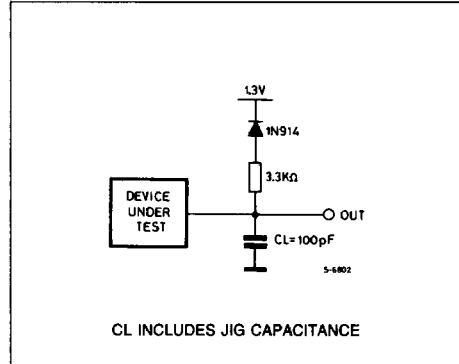 1.3V
1N914
3.3KΩ
DEVICE
UNDER
TEST
OUT
CL=100pF
5-6802
CL INCLUDES JIG CAPACITANCE